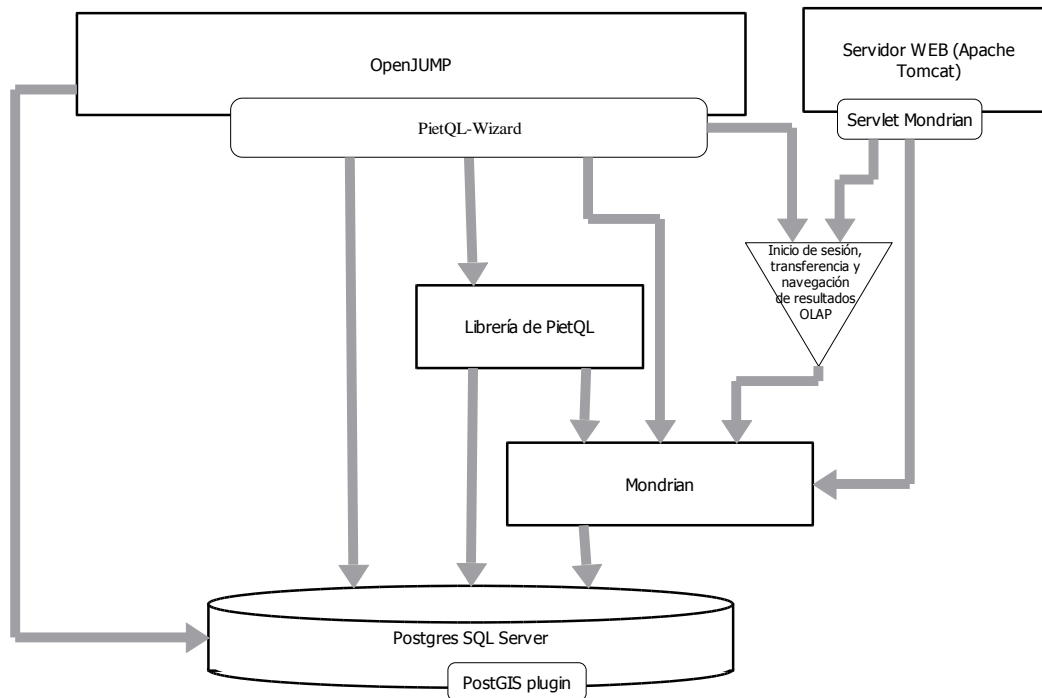 OpenJUMP
Servidor WEB (Apache
Tomcat)
PietQL-Wizard
Servlet Mondrian
Inicio de sesión,
transferencia y
navegación
de resultados
OLAP
Librería de PietQL
Mondrian
Postgres SQL Server
PostGIS plugin